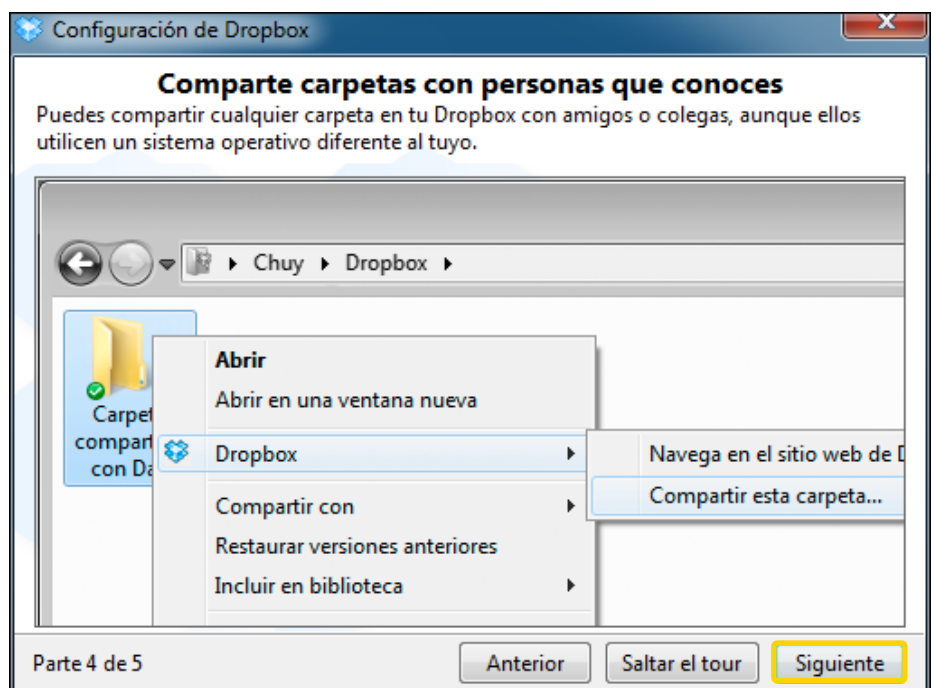 Configuración de Dropbox
Comparte carpetas con personas que conoces
Puedes compartir cualquier carpeta en tu Dropbox con amigos o colegas, aunque ellos
utilicen un sistema operativo diferente al tuyo.
Chuy Dropbox
Abrir
Abrir en una ventana nueva
Dropbox
Compartir con
Restaurar versiones anteriores
Incluir en biblioteca
Navega en el sitio web de
Compartir esta carpeta...
con
Parte 4 de 5
Anterior
Saltar el tour
Siguiente